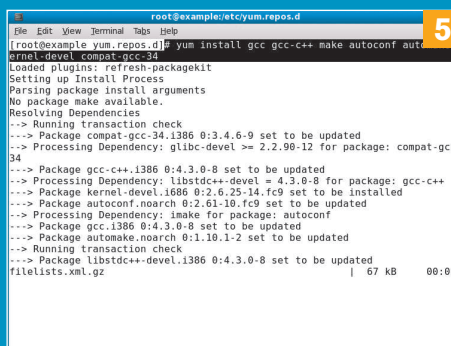 root@example:/etc/yum.repos.d
File Edit View Terminal Tabs Help
5
[root@example yum.repos.d]# yum install gcc gcc-c++ make autoconf
ernel-devel compat-gcc-34
Loaded plugins: refresh-packagekit
Setting up Install Process
Parsing package install arguments
No package make available.
Resolving Dependencies
--> Running transaction check
---> Package compat-gcc-34.i386 0:3.4.6-9 set to be updated
--> Processing Dependency: glibc-devel >= 2.2.90-12 for package: compat-gc
34
---> Package gcc-c++.i386 0:4.3.0-8 set to be updated
--> Processing Dependency: libstdc++-devel = 4.3.0-8 for package: gcc-c++
---> Package kernel-devel.i686 0:2.6.25-14.fc9 set to be installed
---> Package autoconf.noarch 0:2.61-10.fc9 set to be updated
--> Processing Dependency: imake for package: autoconf
---> Package gcc.i386 0:4.3.0-8 set to be updated
---> Package automake.noarch 0:1.10.1-2 set to be updated
--> Running transaction check
---> Package libstdc++-devel.i386 0:4.3.0-8 set to be updated
filelists.xml.gz | 67 kB 00:0